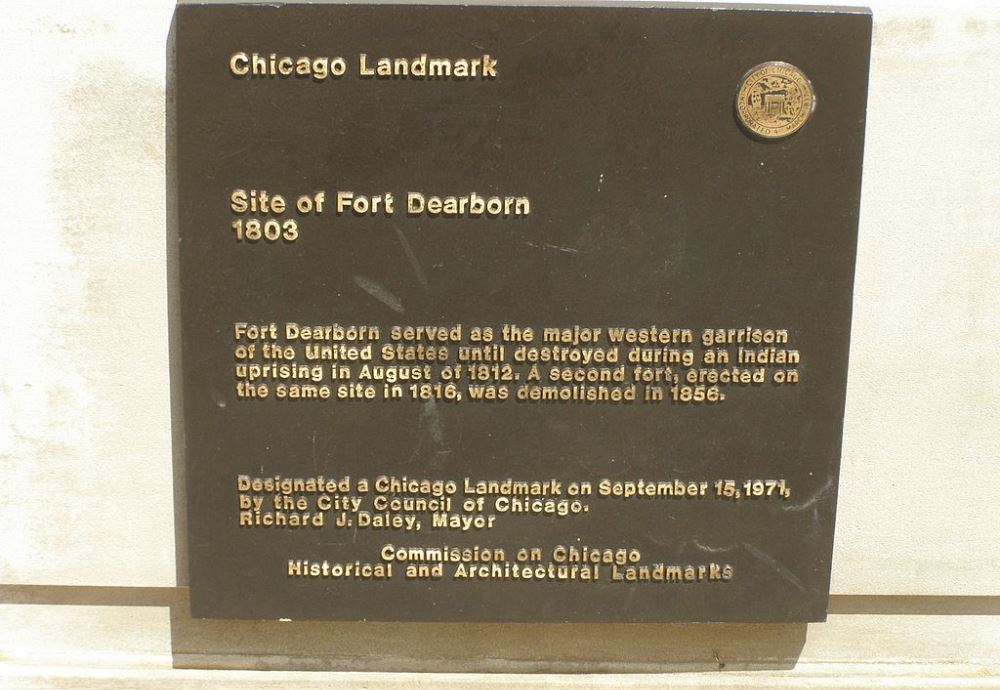 Chicago Landmark
CITY OF CHICAGO
Site of Fort Dearborn
1803
Fort Dearborn served as the major western garrison
of the United States until destroyed during an Indian
uprising in August of 1812. A second fort, erected on
the same site in 1816, was demolished in 1856.
Designated a Chicago Landmark on September 15, 1971,
by the City Council of Chicago.
Richard J. Daley, Mayor
Commission on Chicago
Historical and Architectural Landmarks